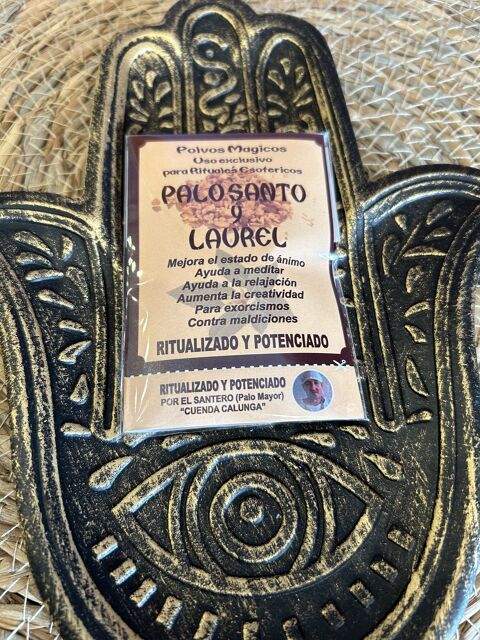 Polvos Magicos
Uso exclusivo
para Rituales Esotericos
PALO SANTO
y
LAUREL
Mejora el estado de ánimo
Ayuda a meditar
Ayuda a la relajación
Aumenta la creatividad
Para exorcismos
Contra maldiciones
RITUALIZADO Y POTENCIADO
RITUALIZADO Y POTENCIADO
POR EL SANTERO (Palo Mayor)
"CUENDA CALUNGA"